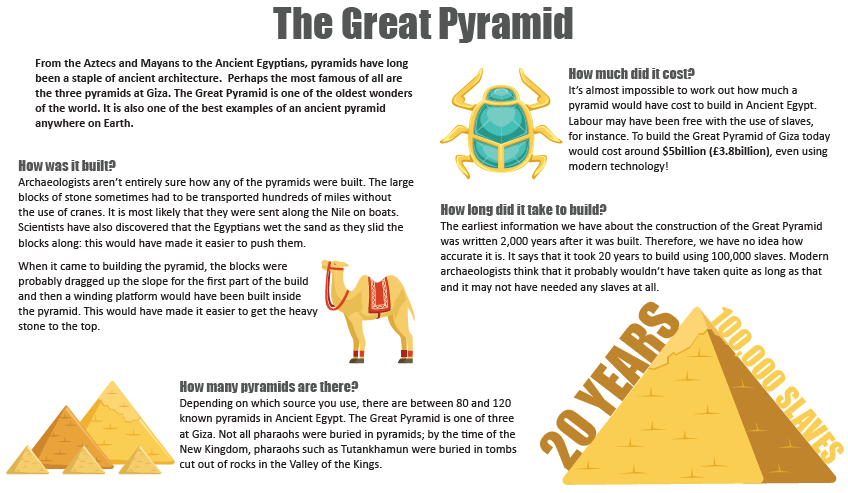 The Great Pyramid
From the Aztecs and Mayans to the Ancient Egyptians, pyramids have long
been a staple of ancient architecture.  Perhaps the most famous of all are
the three pyramids at Giza. The Great Pyramid is one of the oldest wonders
of the world. It is also one of the best examples of an ancient pyramid
anywhere on Earth.
How was it built?
Archaeologists aren't entirely sure how any of the pyramids were built. The large
blocks of stone sometimes had to be transported hundreds of miles without
the use of cranes. It is most likely that they were sent along the Nile on boats.
Scientists have also discovered that the Egyptians wet the sand as they slid the
blocks along: this would have made it easier to push them.
When it came to building the pyramid, the blocks were
probably dragged up the slope for the first part of the build
and then a winding platform would have been built inside
the pyramid. This would have made it easier to get the heavy
stone to the top.
How many pyramids are there?
Depending on which source you use, there are between 80 and 120
known pyramids in Ancient Egypt. The Great Pyramid is one of three
at Giza. Not all pharaohs were buried in pyramids; by the time of the
New Kingdom, pharaohs such as Tutankhamun were buried in tombs
cut out of rocks in the Valley of the Kings.
How much did it cost?
It's almost impossible to work out how much a
pyramid would have cost to build in Ancient Egypt.
Labour may have been free with the use of slaves,
for instance. To build the Great Pyramid of Giza today
would cost around $5billion (£3.8billion), even using
modern technology!
How long did it take to build?
The earliest information we have about the construction of the Great Pyramid
was written 2,000 years after it was built. Therefore, we have no idea how
accurate it is. It says that it took 20 years to build using 100,000 slaves. Modern
archaeologists think that it probably wouldn't have taken quite as long as that
and it may not have needed any slaves at all.
20 YEARS
100,000 SLAVES